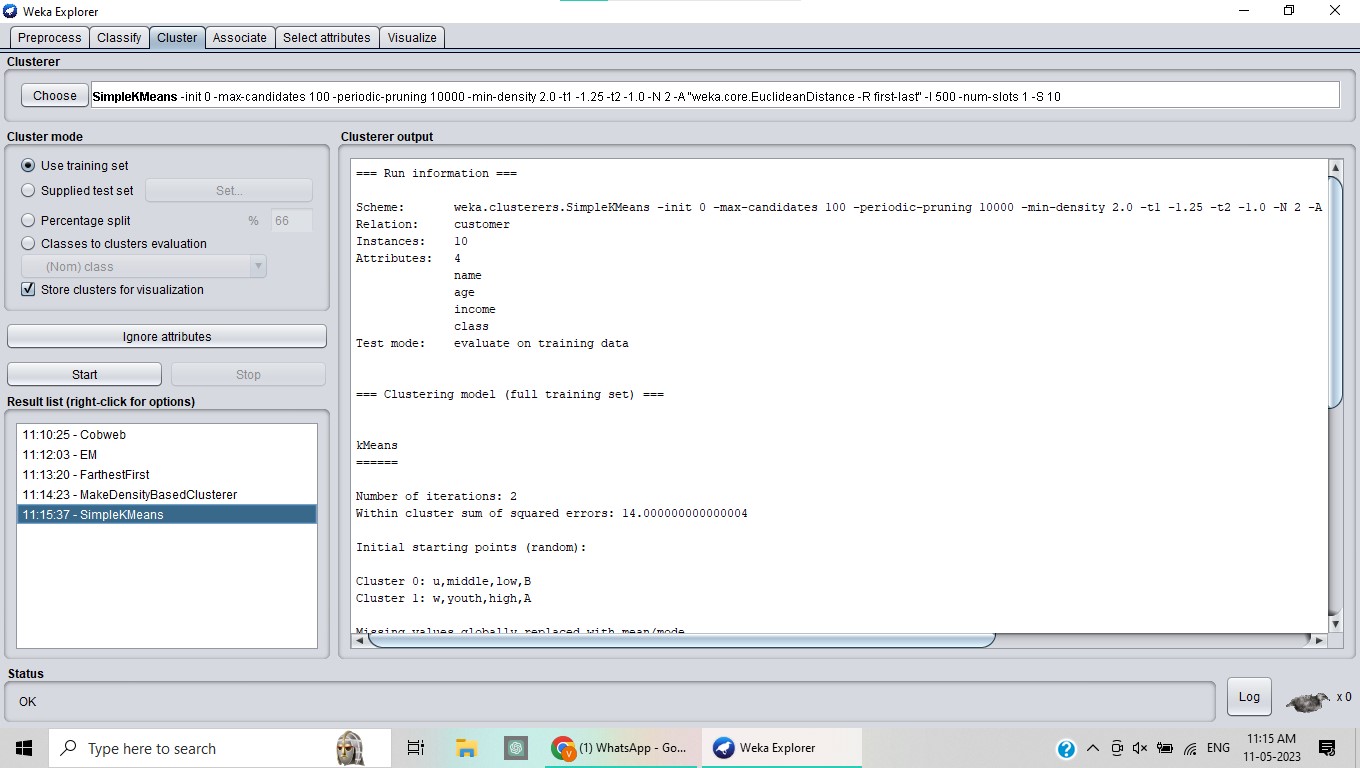 Weka Explorer
Preprocess Classify Cluster Associate Select attributes Visualize
Clusterer
Choose SimpleKMeans -init 0 -max-candidates 100 -periodic-pruning 10000 -min-density 2.0 -t1 -1.25 -t2 -1.0 -N 2 -A "weka.core.EuclideanDistance -R first-last" -I 500 -num-slots 1 -S 10
Cluster mode
Use training set
Supplied test set Set...
Percentage split % 66
Classes to clusters evaluation
(Nom) class
Store clusters for visualization
Ignore attributes
Start Stop
Result list (right-click for options)
11:10:25 - Cobweb
11:12:03 - EM
11:13:20 - FarthestFirst
11:14:23 - MakeDensityBasedClusterer
11:15:37 - SimpleKMeans
Clusterer output
=== Run information ===
Scheme: weka.clusterers.SimpleKMeans -init 0 -max-candidates 100 -periodic-pruning 10000 -min-density 2.0 -t1 -1.25 -t2 -1.0 -N 2 -A
Relation: customer
Instances: 10
Attributes: 4
name
age
income
class
Test mode: evaluate on training data
=== Clustering model (full training set) ===
kMeans
======
Number of iterations: 2
Within cluster sum of squared errors: 14.000000000000004
Initial starting points (random):
Cluster 0: u,middle,low,B
Cluster 1: w,youth,high,A
Missing values globally replaced with mean/mode
Status
OK
Log x 0
Type here to search
(1) WhatsApp - Go...
Weka Explorer
ENG
11:15 AM
11-05-2023